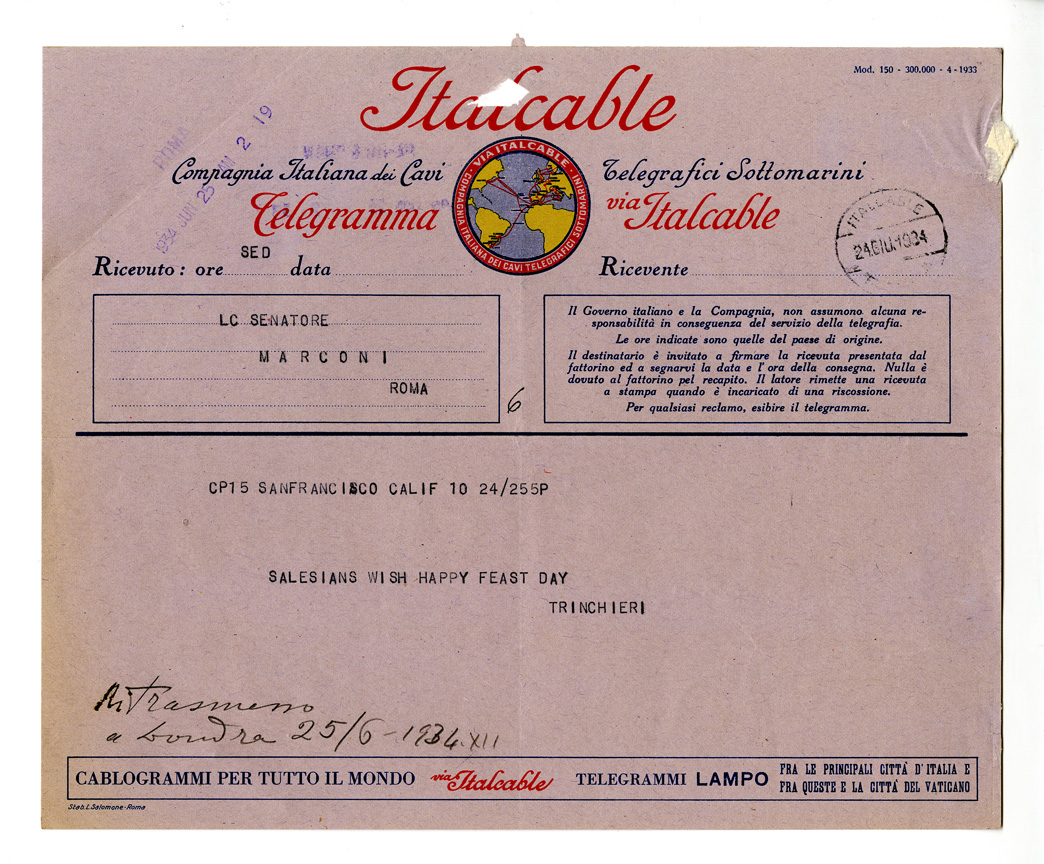 Mod. 150 - 300.000 - 4 - 1933
Italcable
Compagnia Italiana dei Cavi Telegrafici Sottomarini
Telegramma via Italcable
VIA ITALCABLE
COMPAGNIA ITALIANA DEI CAVI TELEGRAFICI SOTTOMARINI
ROMA
1934 JUN 25 2 19
ITALCABLE
24.GIU.1934
Ricevuto: ore SED data
Ricevente
LC SENATORE
MARCONI
ROMA
6
Il Governo italiano e la Compagnia, non assumono alcuna re-
sponsabilità in conseguenza del servizio della telegrafia.
Le ore indicate sono quelle del paese di origine.
Il destinatario è invitato a firmare la ricevuta presentata dal
fattorino ed a segnarvi la data e l'ora della consegna. Nulla è
dovuto al fattorino pel recapito. Il latore rimette una ricevuta
a stampa quando è incaricato di una riscossione.
Per qualsiasi reclamo, esibire il telegramma.
CP15 SANFRANCISCO CALIF 10 24/255P
SALESIANS WISH HAPPY FEAST DAY
TRINCHIERI
Ritrasmesso
a Londra 25/6-1934.XII
CABLOGRAMMI PER TUTTO IL MONDO via Italcable TELEGRAMMI LAMPO FRA LE PRINCIPALI CITTÀ D'ITALIA E
FRA QUESTE E LA CITTÀ DEL VATICANO
Stab. L. Salomone-Roma